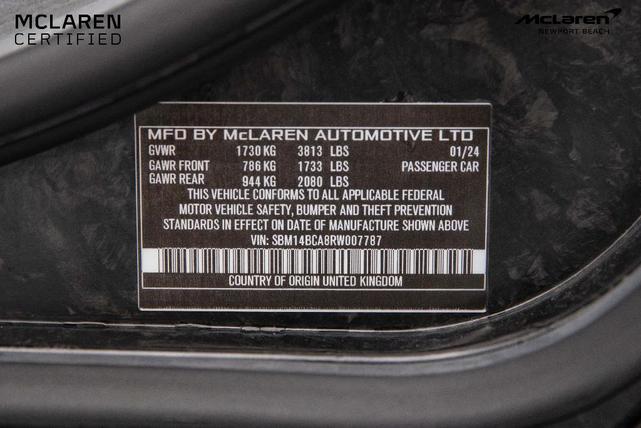 McLAREN
CERTIFIED
McLaren
NEWPORT BEACH
MFD BY McLAREN AUTOMOTIVE LTD
GVWR 1730 KG 3813 LBS 01/24
GAWR FRONT 786 KG 1733 LBS PASSENGER CAR
GAWR REAR 944 KG 2080 LBS
THIS VEHICLE CONFORMS TO ALL APPLICABLE FEDERAL
MOTOR VEHICLE SAFETY, BUMPER AND THEFT PREVENTION
STANDARDS IN EFFECT ON DATE OF MANUFACTURE SHOWN ABOVE
VIN: SBM14BCA8RW007787
COUNTRY OF ORIGIN UNITED KINGDOM